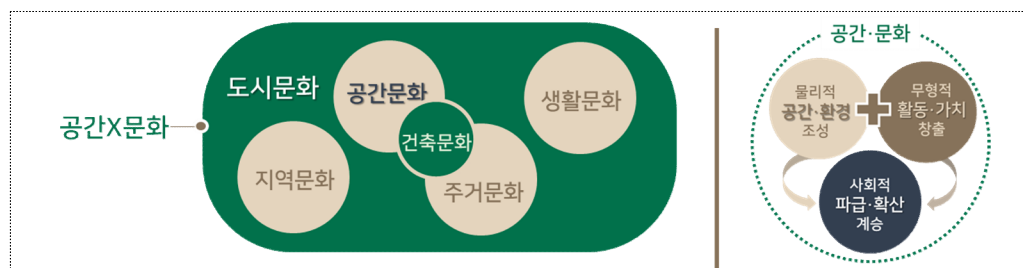 공간X문화
도시문화
공간문화
생활문화
건축문화
지역문화
주거문화
공간·문화
물리적
공간·환경
조성
무형적
활동·가치
창출
사회적
파급·확산
계승